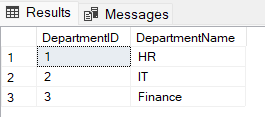 Results Messages
DepartmentID DepartmentName
1 1 HR
2 2 IT
3 3 Finance